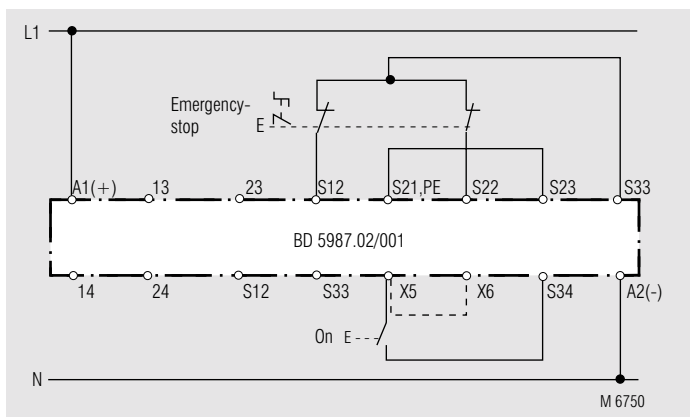 L1
Emergency-
stop
E
A1(+) 13 23 S12 S21,PE S22 S23 S33
BD 5987.02/001
14 24 S12 S33 X5 X6 S34 A2(-)
On E
N
M 6750